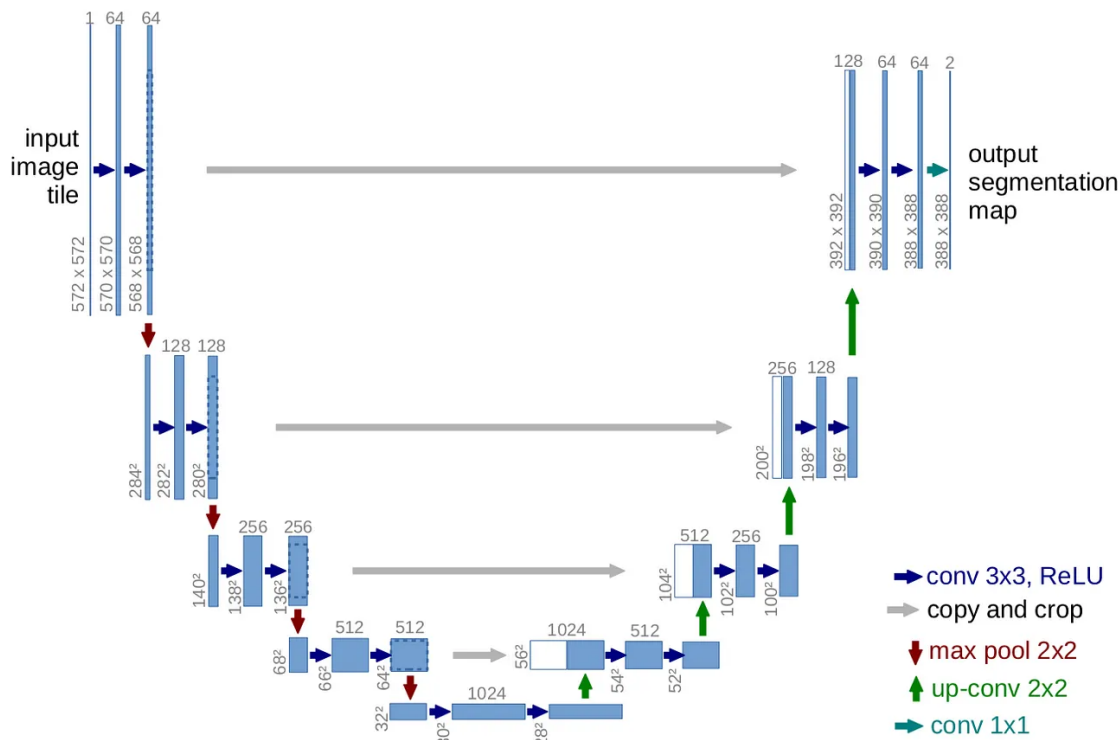 1 64 64
128
64 64 2
input
image
tile
output
segmentation
map
572 x 572
570 x 570
568 x 568
392 x 392
390 x 390
388 x 388
388 x 388
128 128
256 128
284²
282²
280²
200²
198²
196²
256 256
512 256
140²
138²
136²
104²
102²
100²
512 512
1024 512
68²
66²
64²
56²
54²
52²
1024
32²
conv 3x3, ReLU
copy and crop
max pool 2x2
up-conv 2x2
conv 1x1